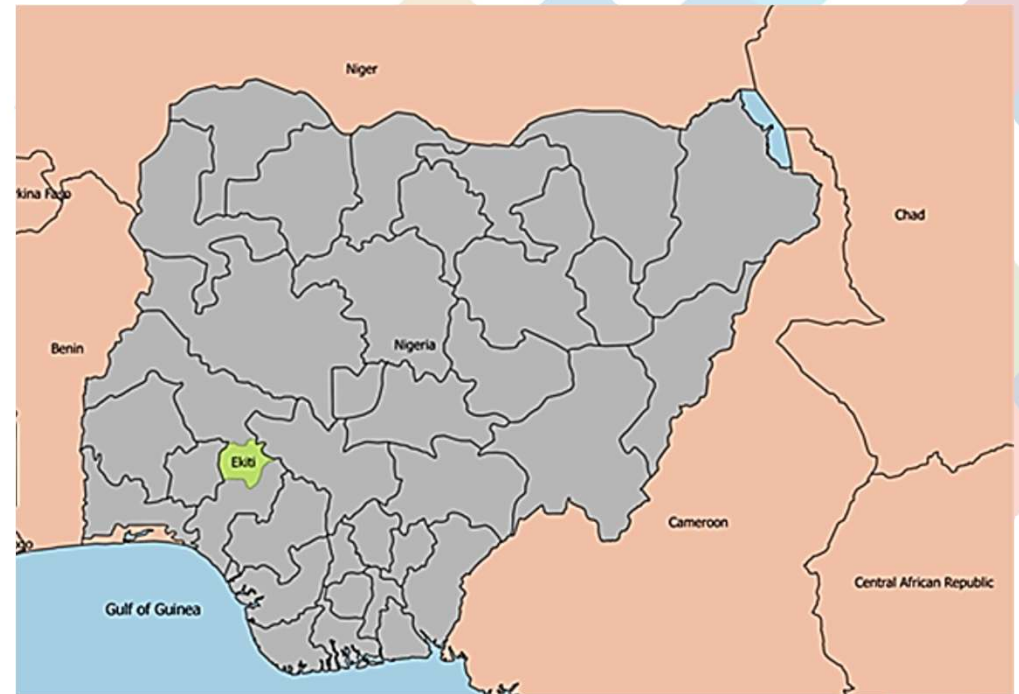 Niger
Chad
Benin
Nigeria
Ekiti
Cameroon
Central African Republic
Gulf of Guinea